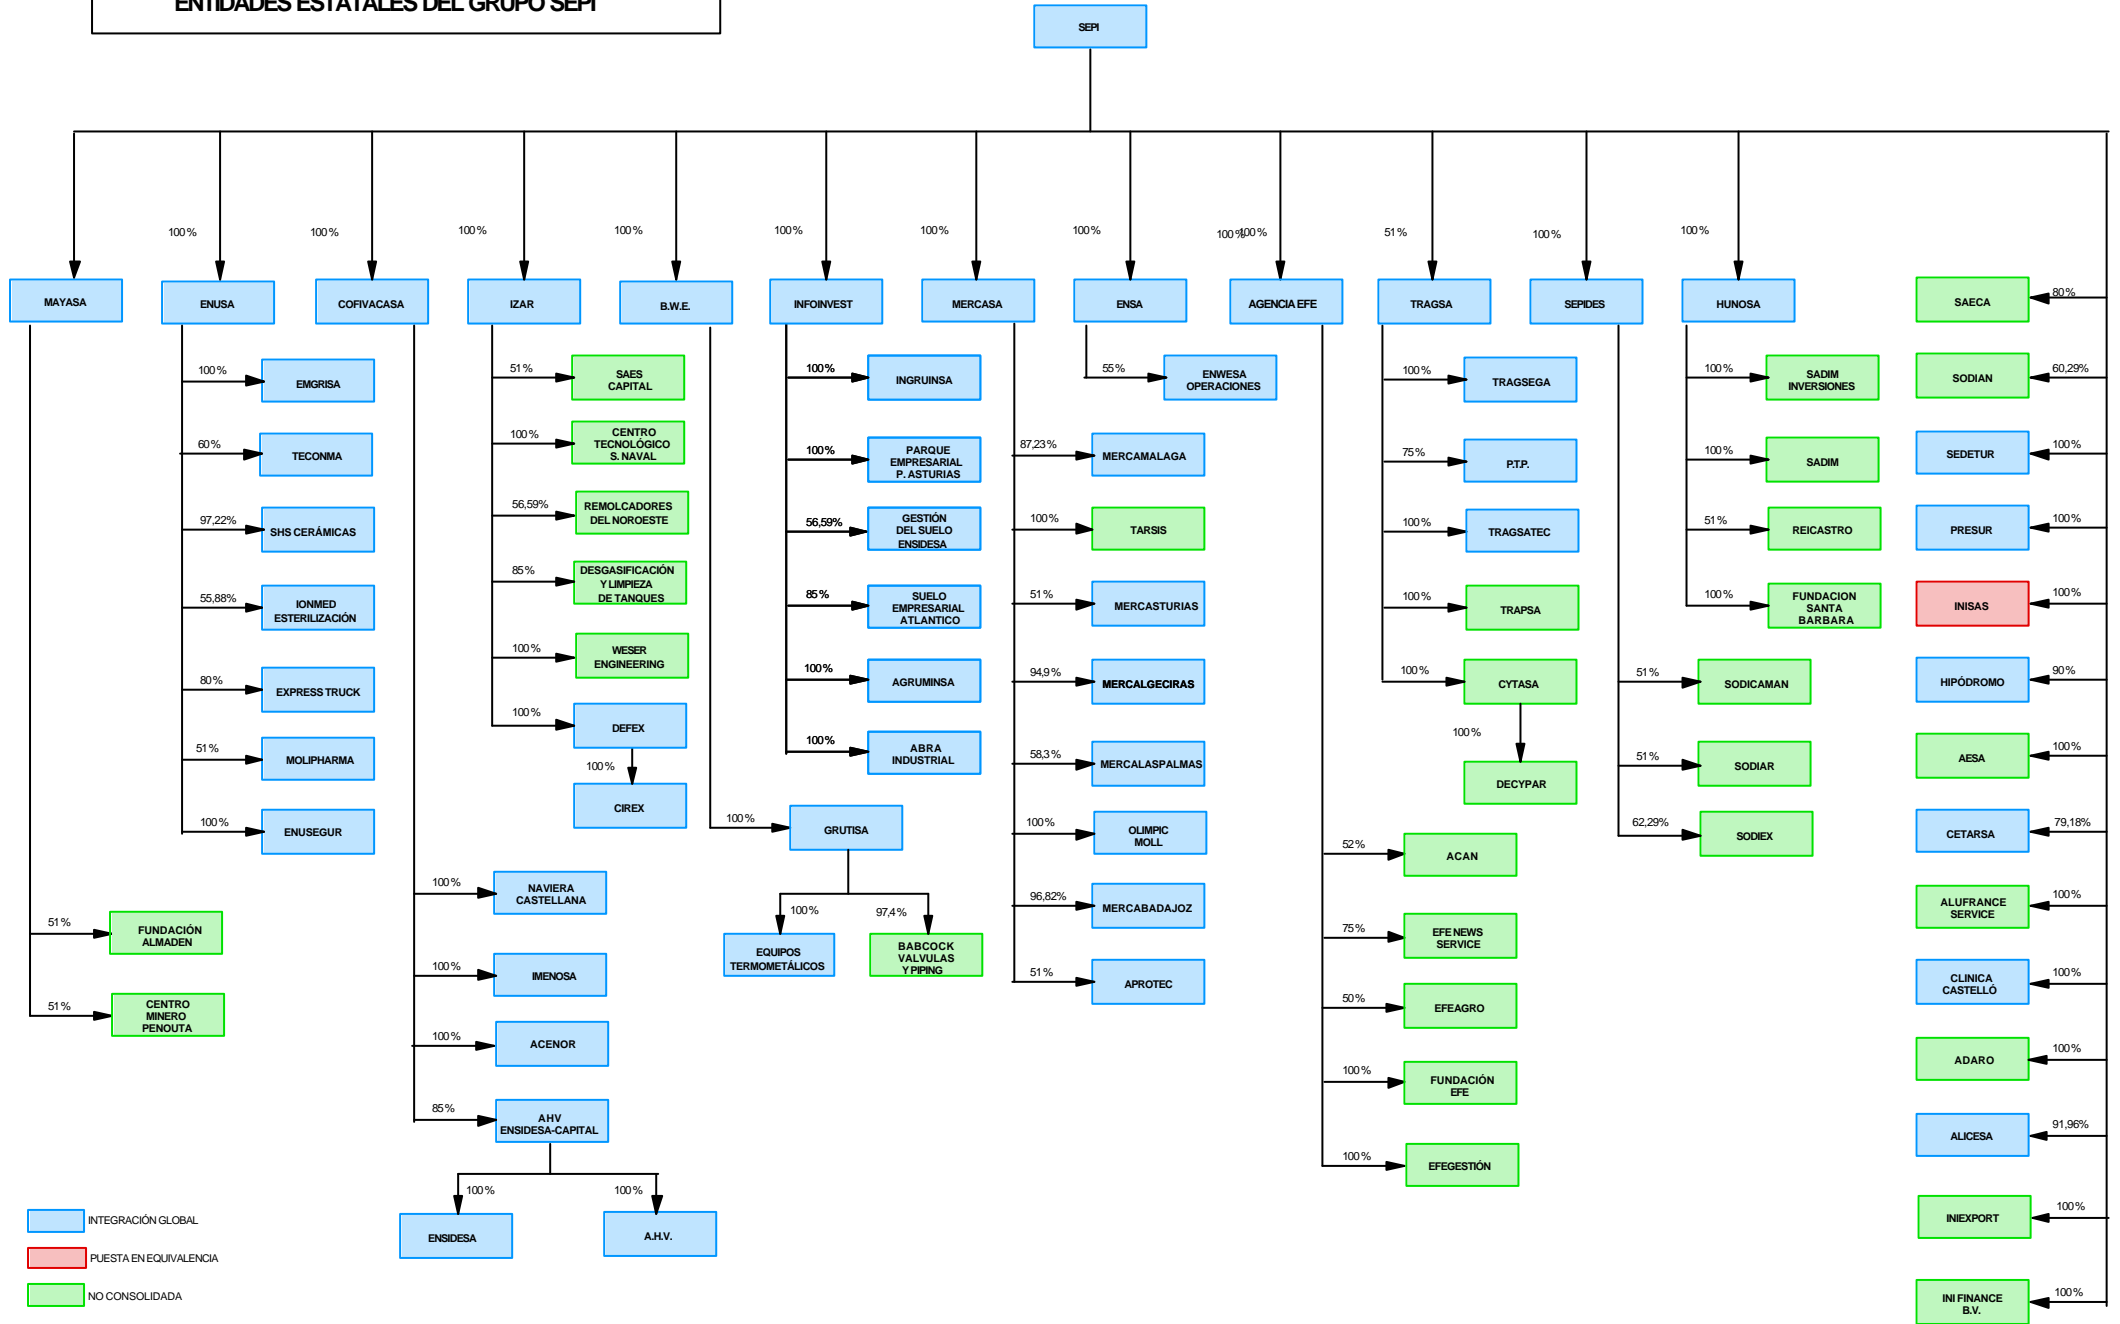 ENTIDADES ESTATALES DEL GRUPO SEPI
SEPI
100%
100%
100%
100%
100%
100%
100%
100%
100%
51%
100%
100%
MAYASA
ENUSA
COFIVACASA
IZAR
B.W.E.
INFOINVEST
MERCASA
ENSA
AGENCIA EFE
TRAGSA
SEPIDES
HUNOSA
51%
FUNDACIÓN
ALMADEN
51%
CENTRO
MINERO
PENOUTA
100%
EMGRISA
60%
TECONMA
97,22%
SHS CERÁMICAS
55,88%
IONMED
ESTERILIZACIÓN
80%
EXPRESS TRUCK
51%
MOLIPHARMA
100%
ENUSEGUR
100%
NAVIERA
CASTELLANA
100%
IMENOSA
100%
ACENOR
85%
AHV
ENSIDESA-CAPITAL
100%
100%
ENSIDESA
A.H.V.
51%
SAES
CAPITAL
100%
CENTRO
TECNOLÓGICO
S. NAVAL
56,59%
REMOLCADORES
DEL NOROESTE
85%
DESGASIFICACIÓN
Y LIMPIEZA
DE TANQUES
100%
WESER
ENGINEERING
100%
DEFEX
100%
CIREX
100%
GRUTISA
100%
97,4%
EQUIPOS
TERMOMETÁLICOS
BABCOCK
VALVULAS
Y PIPING
100%
INGRUINSA
100%
PARQUE
EMPRESARIAL
P. ASTURIAS
56,59%
GESTIÓN
DEL SUELO
ENSIDESA
85%
SUELO
EMPRESARIAL
ATLANTICO
100%
AGRUMINSA
100%
ABRA
INDUSTRIAL
87,23%
MERCAMALAGA
100%
TARSIS
51%
MERCASTURIAS
94,9%
MERCALGECIRAS
58,3%
MERCALASPALMAS
100%
OLIMPIC
MOLL
96,82%
MERCABADAJOZ
51%
APROTEC
55%
ENWESA
OPERACIONES
52%
ACAN
75%
EFE NEWS
SERVICE
50%
EFEAGRO
100%
FUNDACIÓN
EFE
100%
EFEGESTIÓN
100%
TRAGSEGA
75%
P.T.P.
100%
TRAGSATEC
100%
TRAPSA
100%
CYTASA
100%
DECYPAR
51%
SODICAMAN
51%
SODIAR
62,29%
SODIEX
100%
SADIM
INVERSIONES
100%
SADIM
51%
REICASTRO
100%
FUNDACION
SANTA
BARBARA
SAECA
80%
SODIAN
60,29%
SEDETUR
100%
PRESUR
100%
INISAS
100%
HIPÓDROMO
90%
AESA
100%
CETARSA
79,18%
ALUFRANCE
SERVICE
100%
CLINICA
CASTELLÓ
100%
ADARO
100%
ALICESA
91,96%
INIEXPORT
100%
INI FINANCE
B.V.
100%
INTEGRACIÓN GLOBAL
PUESTA EN EQUIVALENCIA
NO CONSOLIDADA